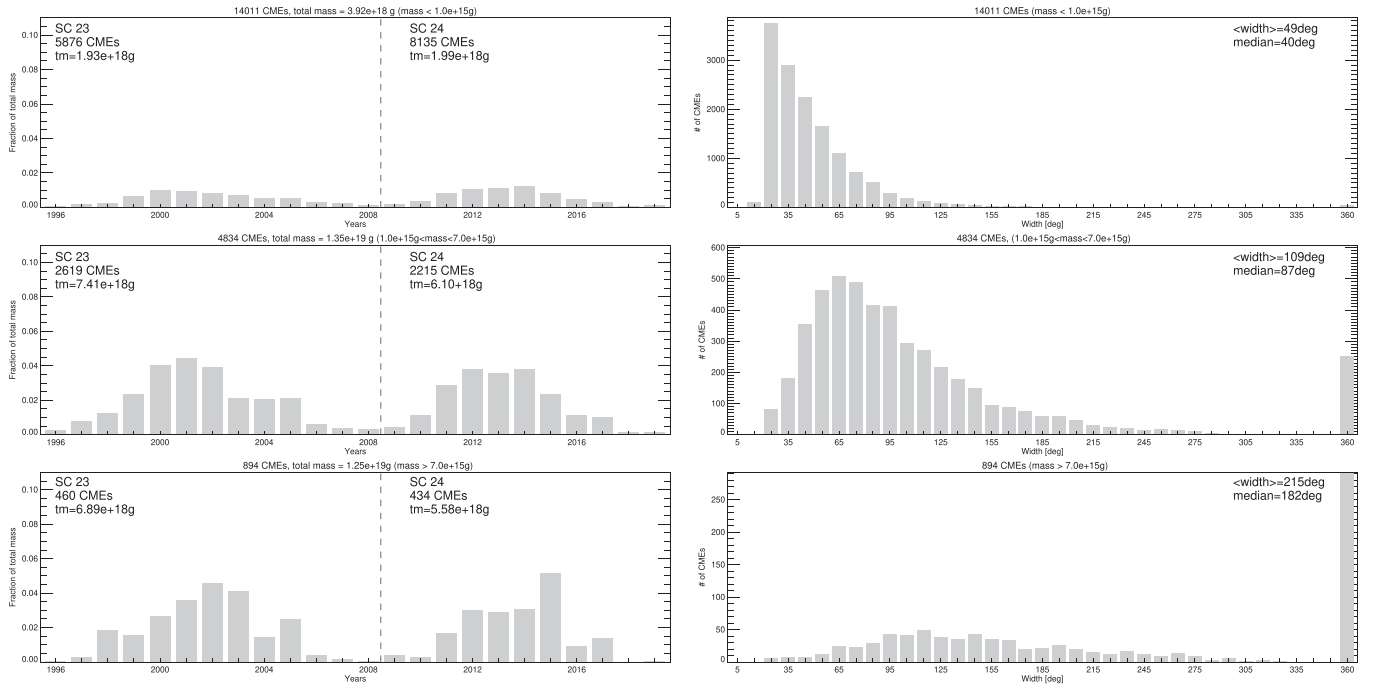 14011 CMEs, total mass = 3.92e+18 g (mass < 1.0e+15g)
SC 23
5876 CMEs
tm=1.93e+18g
SC 24
8135 CMEs
tm=1.99e+18g
Fraction of total mass
0.10
0.08
0.06
0.04
0.02
0.00
1996 2000 2004 2008 2012 2016
Years
14011 CMEs (mass < 1.0e+15g)
<width>=49deg
median=40deg
# of CMEs
3000
2000
1000
0
5 35 65 95 125 155 185 215 245 275 305 335 360
Width [deg]
4834 CMEs, total mass = 1.35e+19 g (1.0e+15g<mass<7.0e+15g)
SC 23
2619 CMEs
tm=7.41e+18g
SC 24
2215 CMEs
tm=6.10+18g
Fraction of total mass
0.10
0.08
0.06
0.04
0.02
0.00
1996 2000 2004 2008 2012 2016
Years
4834 CMEs, (1.0e+15g<mass<7.0e+15g)
<width>=109deg
median=87deg
# of CMEs
600
500
400
300
200
100
0
5 35 65 95 125 155 185 215 245 275 305 335 360
Width [deg]
894 CMEs, total mass = 1.25e+19g (mass > 7.0e+15g)
SC 23
460 CMEs
tm=6.89e+18g
SC 24
434 CMEs
tm=5.58e+18g
Fraction of total mass
0.10
0.08
0.06
0.04
0.02
0.00
1996 2000 2004 2008 2012 2016
Years
894 CMEs (mass > 7.0e+15g)
<width>=215deg
median=182deg
# of CMEs
250
200
150
100
50
0
5 35 65 95 125 155 185 215 245 275 305 335 360
Width [deg]